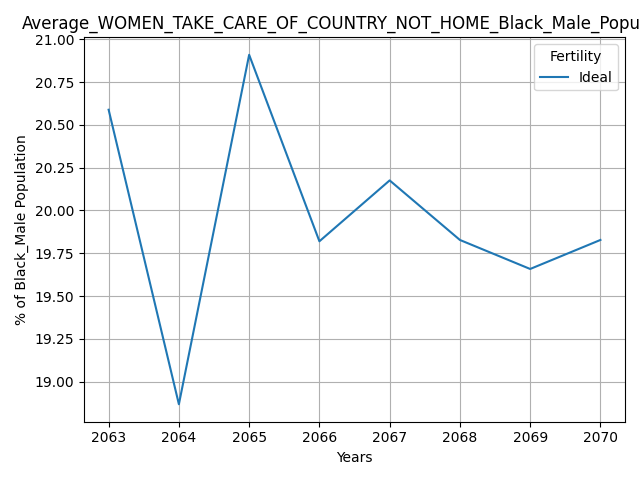 Average_WOMEN_TAKE_CARE_OF_COUNTRY_NOT_HOME_Black_Male_Popu
21.00
20.75
20.50
20.25
20.00
19.75
19.50
19.25
19.00
% of Black_Male Population
Fertility
Ideal
2063 2064 2065 2066 2067 2068 2069 2070
Years